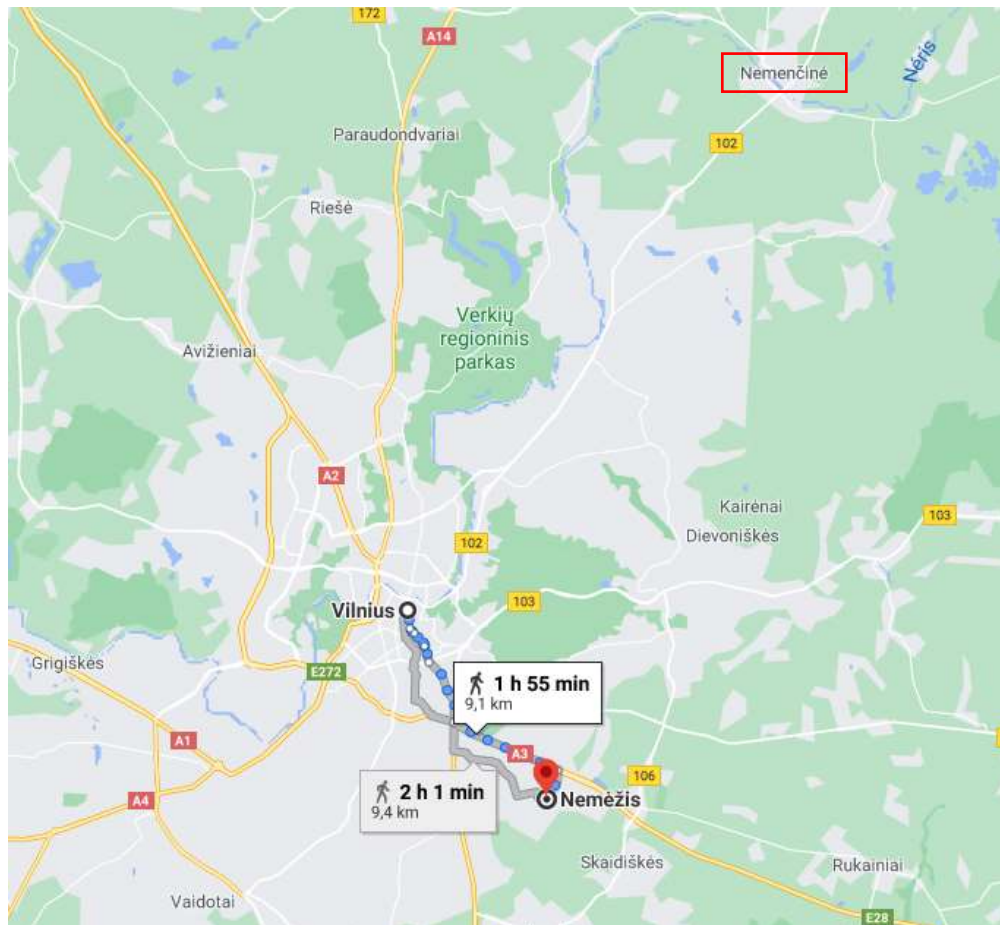 172
A14
Nemenčinė
Nėris
Paraudondvariai
102
Riešė
Verkių
regioninis
parkas
Avižieniai
A2
Kairėnai
103
Dievoniškės
102
Vilnius
103
Grigiškės
E272
1 h 55 min
9,1 km
A1
A3
106
A4
2 h 1 min
9,4 km
Nemėžis
Skaidiškės
Rukainiai
Vaidotai
E28